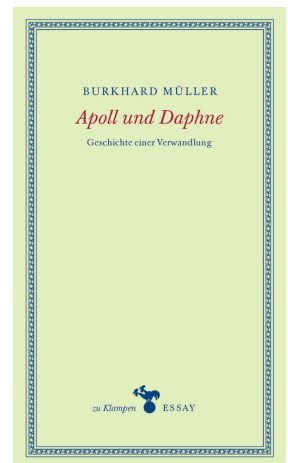 BURKHARD MÜLLER
Apoll und Daphne
Geschichte einer Verwandlung
zu Klampen ESSAY